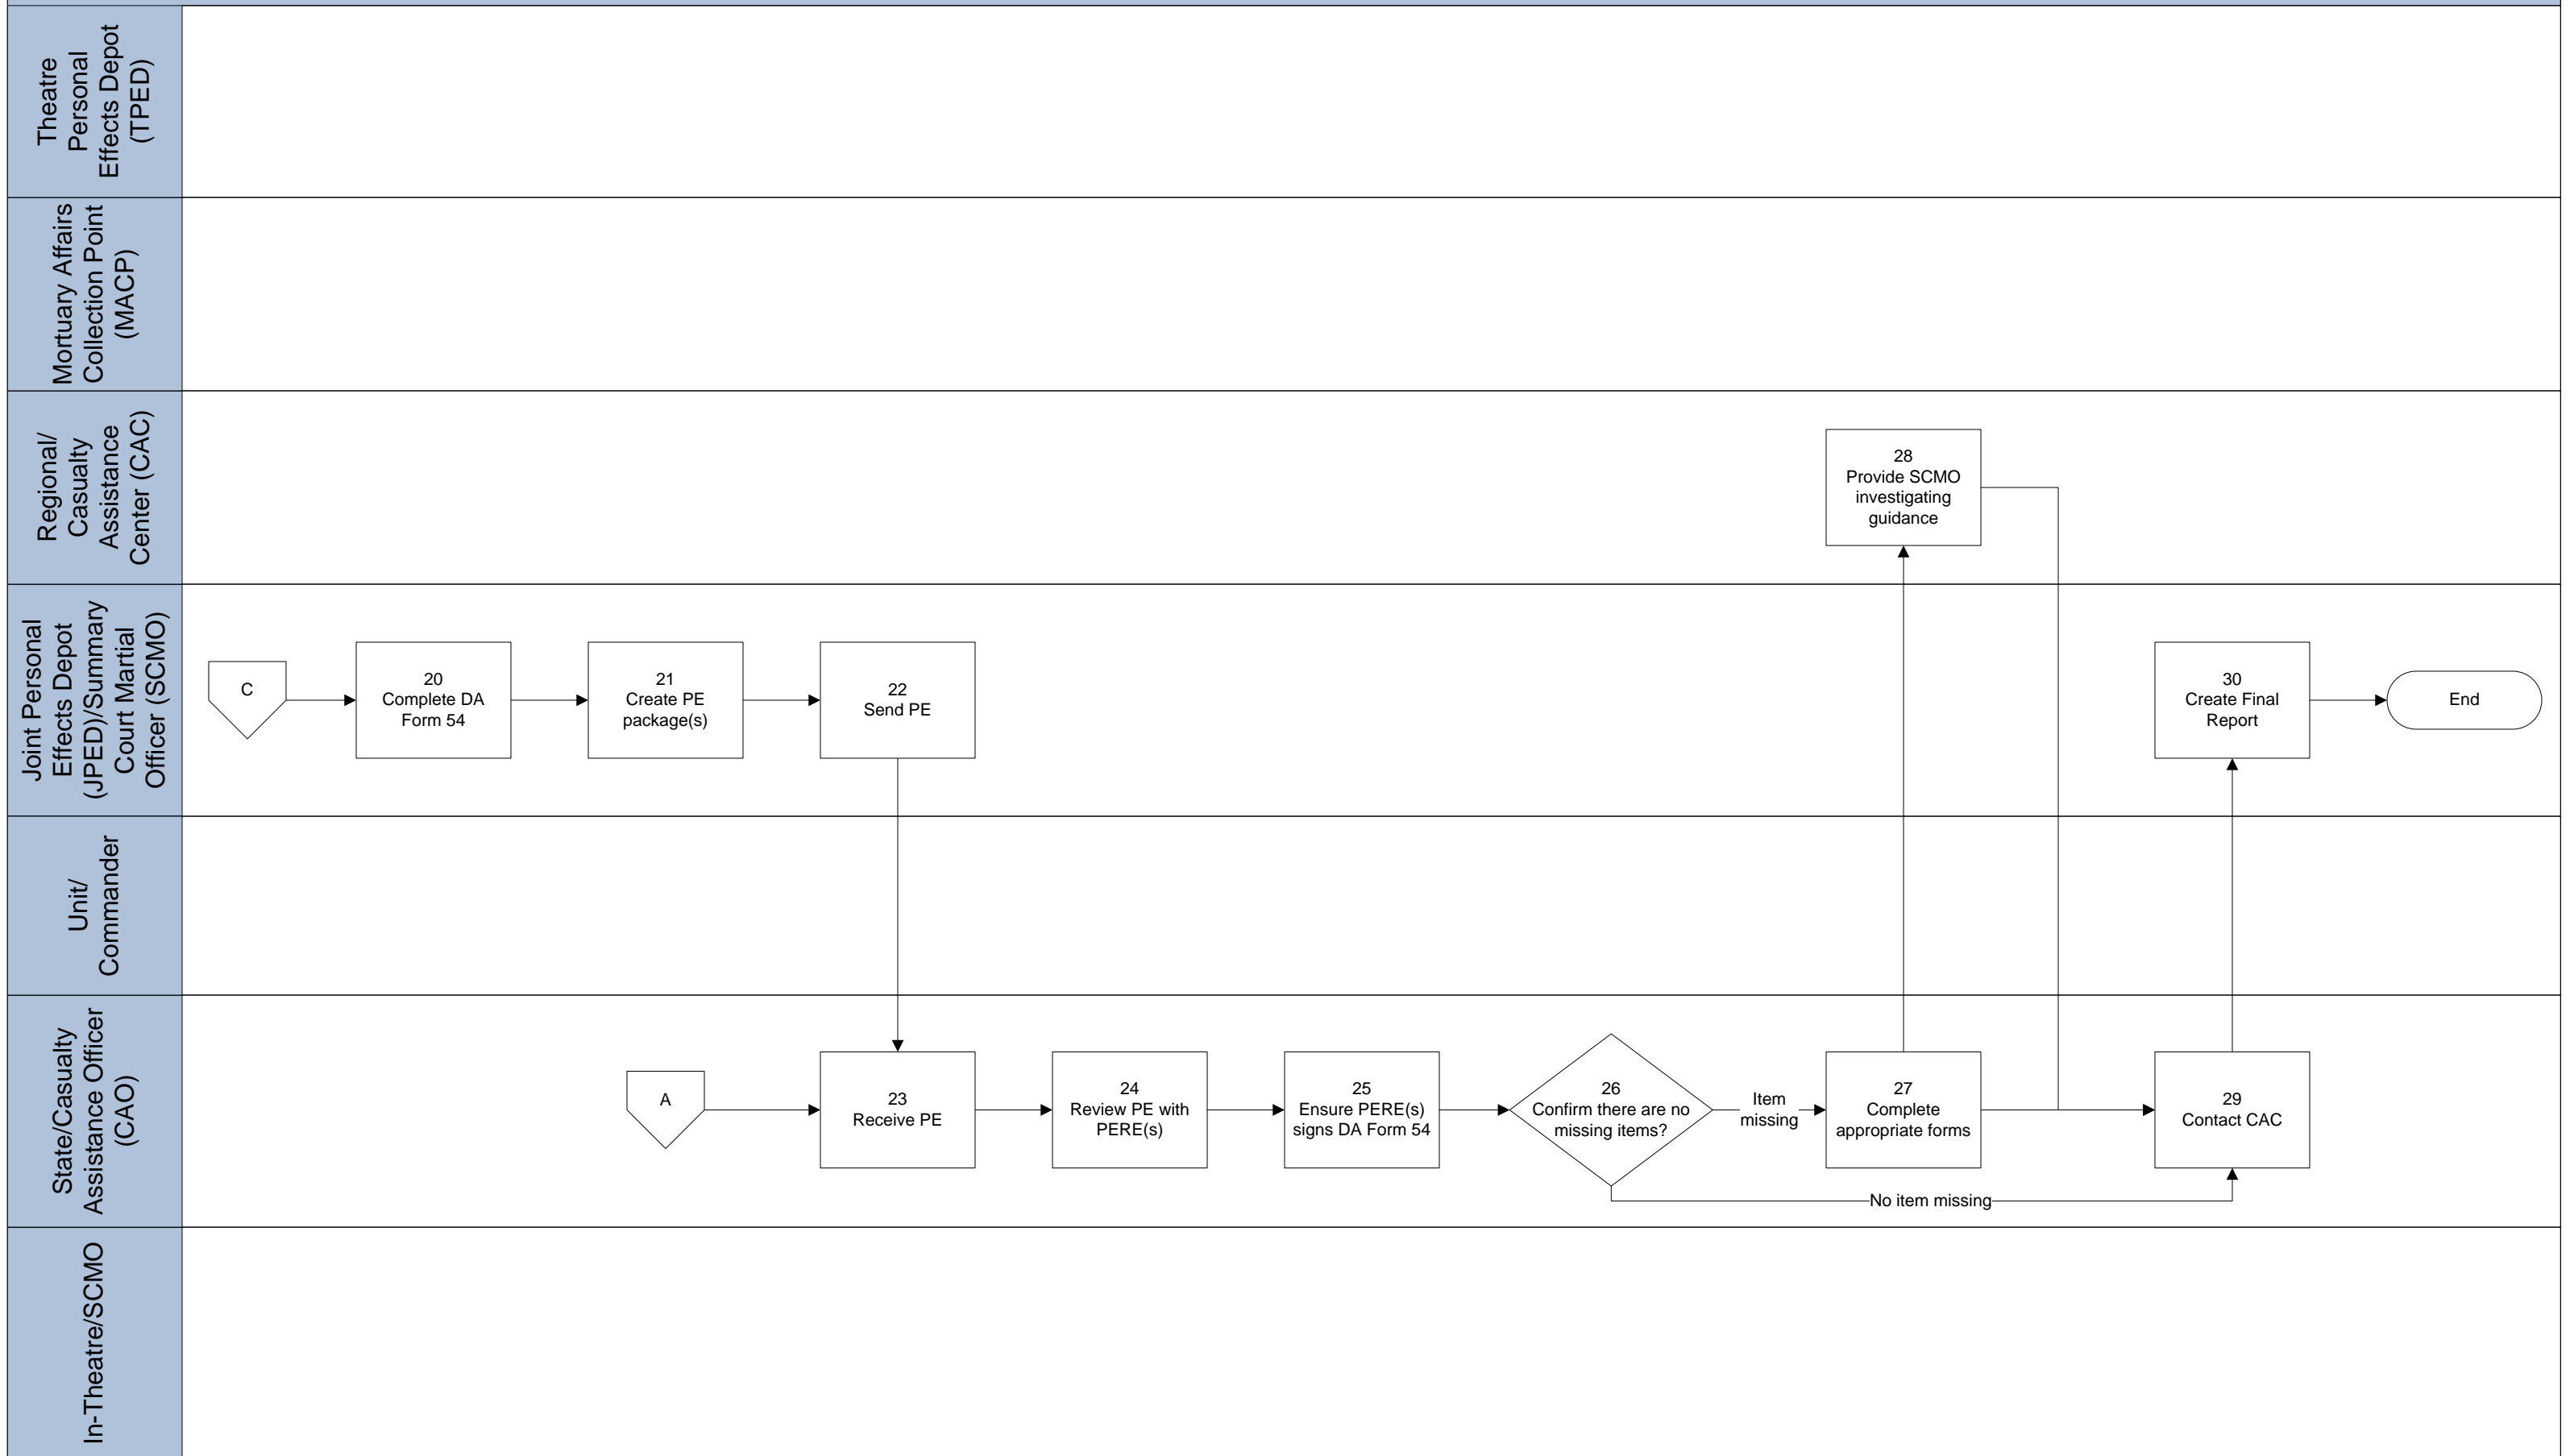 Theatre
Personal
Effects Depot
(TPED)
Mortuary Affairs
Collection Point
(MACP)
Regional/
Casualty
Assistance
Center (CAC)
28
Provide SCMO
investigating
guidance
Joint Personal
Effects Depot
(JPED)/Summary
Court Martial
Officer (SCMO)
C
20
Complete DA
Form 54
21
Create PE
package(s)
22
Send PE
30
Create Final
Report
End
Unit/
Commander
State/Casualty
Assistance Officer
(CAO)
A
23
Receive PE
24
Review PE with
PERE(s)
25
Ensure PERE(s)
signs DA Form 54
26
Confirm there are no
missing items?
Item
missing
27
Complete
appropriate forms
29
Contact CAC
No item missing
In-Theatre/SCMO